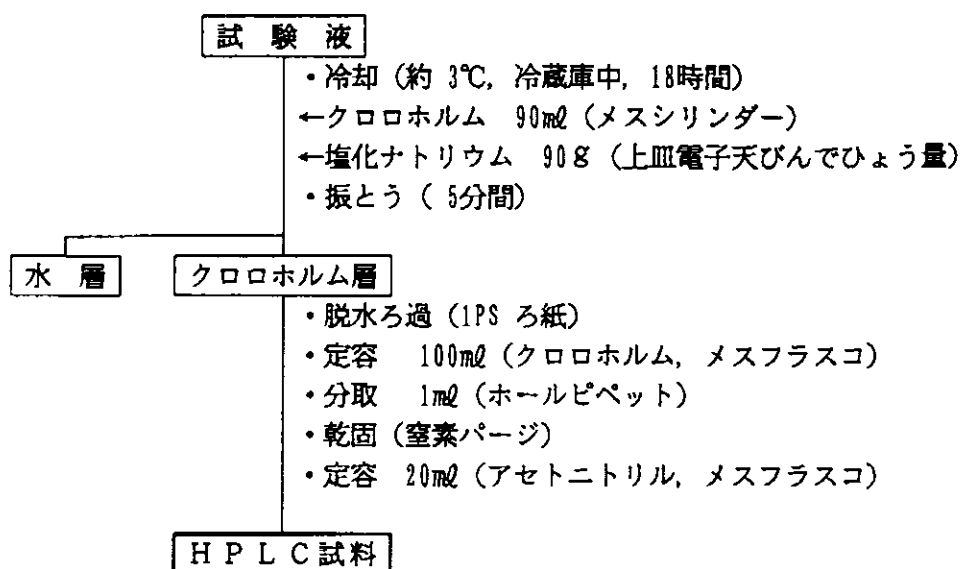 試験液
・冷却 (約 3℃, 冷蔵庫中, 18時間)
←クロロホルム 90mℓ (メスシリンダー)
←塩化ナトリウム 90g (上皿電子天びんでひょう量)
・振とう ( 5分間)
水層
クロロホルム層
・脱水ろ過 (1PS ろ紙)
・定容 100mℓ (クロロホルム, メスフラスコ)
・分取 1mℓ (ホールピペット)
・乾固 (窒素パージ)
・定容 20mℓ (アセトニトリル, メスフラスコ)
HPLC試料